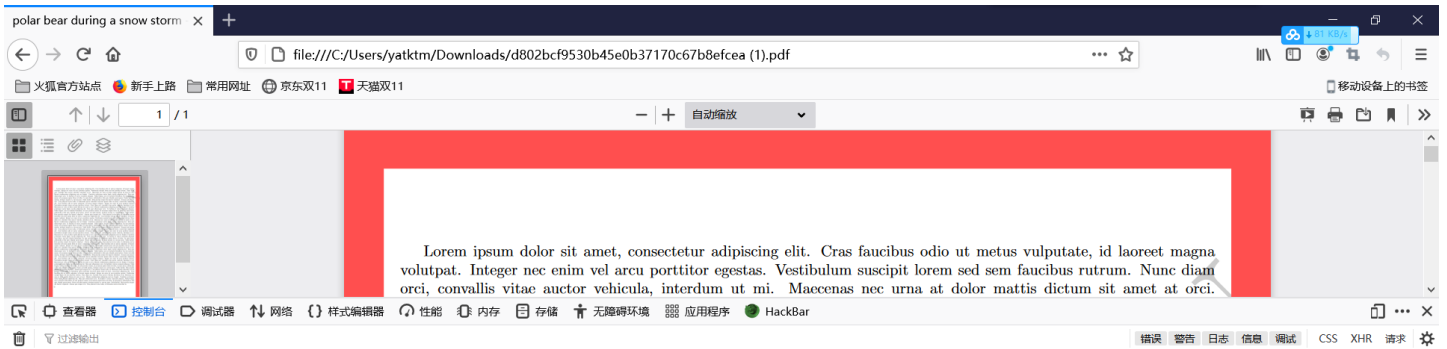 polar bear during a snow storm
81 KB/s
file:///C:/Users/yatktm/Downloads/d802bcf9530b45e0b37170c67b8efcea (1).pdf
火狐官方站点 新手上路 常用网址 京东双11 天猫双11 移动设备上的书签
1 / 1 自动缩放
NoFlagHere!
Lorem ipsum dolor sit amet, consectetur adipiscing elit. Cras faucibus odio ut metus vulputate, id laoreet magna
volutpat. Integer nec enim vel arcu porttitor egestas. Vestibulum suscipit lorem sed sem faucibus rutrum. Nunc diam
orci, convallis vitae auctor vehicula, interdum ut mi. Maecenas nec urna at dolor mattis dictum sit amet at orci.
查看器 控制台 调试器 网络 样式编辑器 性能 内存 存储 无障碍环境 应用程序 HackBar
过滤输出 错误 警告 日志 信息 调试 CSS XHR 请求